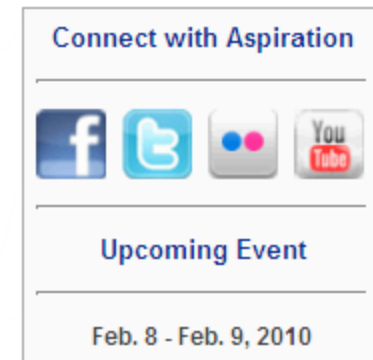 Connect with Aspiration
f t You
Tube
Upcoming Event
Feb. 8 - Feb. 9, 2010